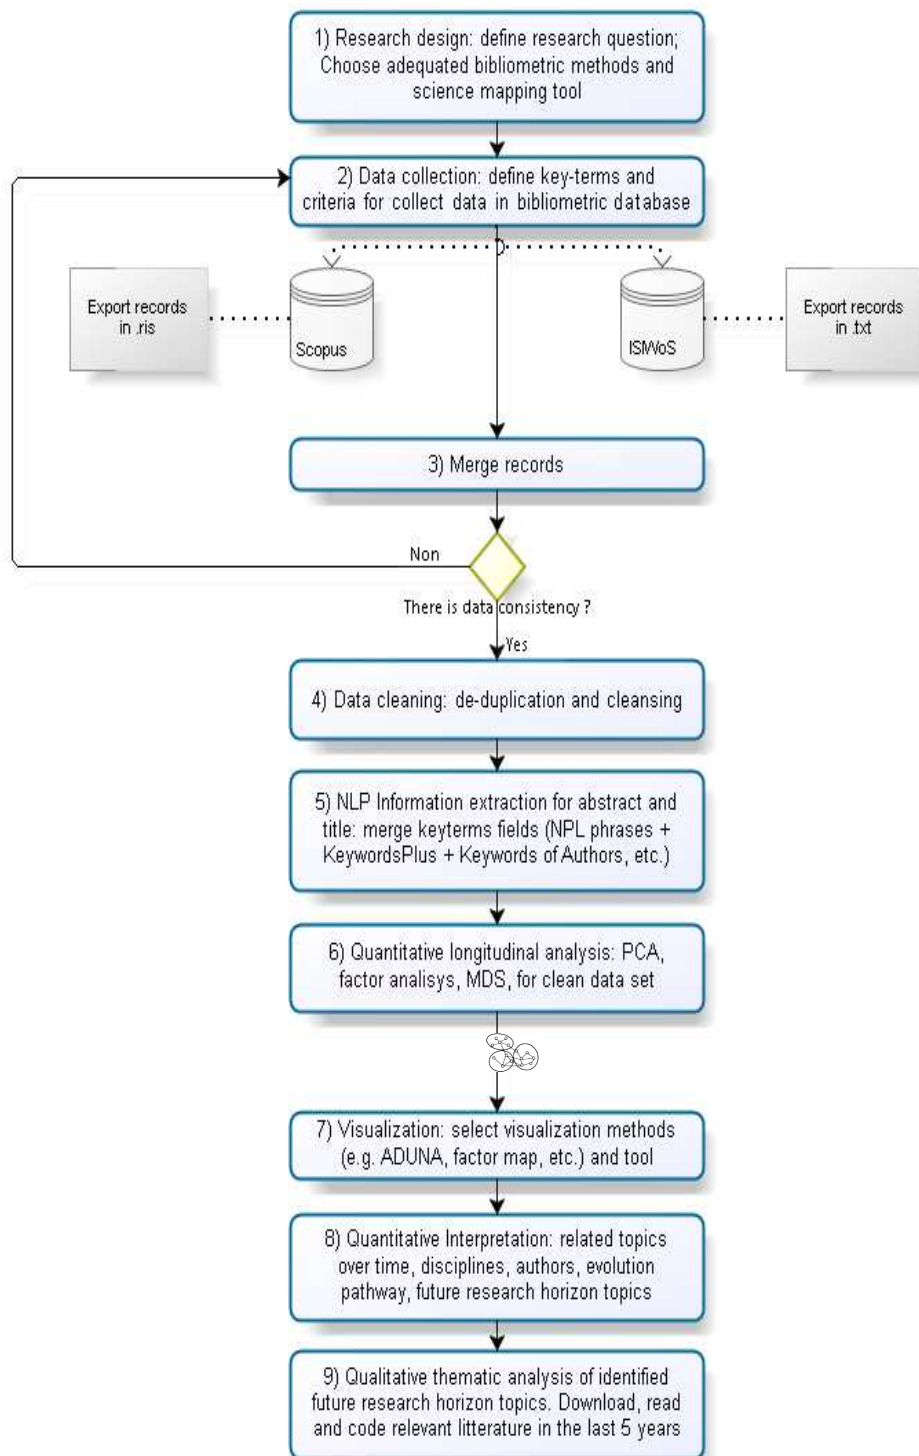 1) Research design: define research question;
Choose adequated bibliometric methods and
science mapping tool
2) Data collection: define key-terms and
criteria for collect data in bibliometric database
Export records
in .ris
Scopus
ISI/WoS
Export records
in .txt
3) Merge records
Non
There is data consistency ?
Yes
4) Data cleaning: de-duplication and cleansing
5) NLP Information extraction for abstract and
title: merge keyterms fields (NPL phrases +
KeywordsPlus + Keywords of Authors, etc.)
6) Quantitative longitudinal analysis: PCA,
factor analisys, MDS, for clean data set
7) Visualization: select visualization methods
(e.g. ADUNA, factor map, etc.) and tool
8) Quantitative Interpretation: related topics
over time, disciplines, authors, evolution
pathway, future research horizon topics
9) Qualitative thematic analysis of identified
future research horizon topics. Download, read
and code relevant litterature in the last 5 years